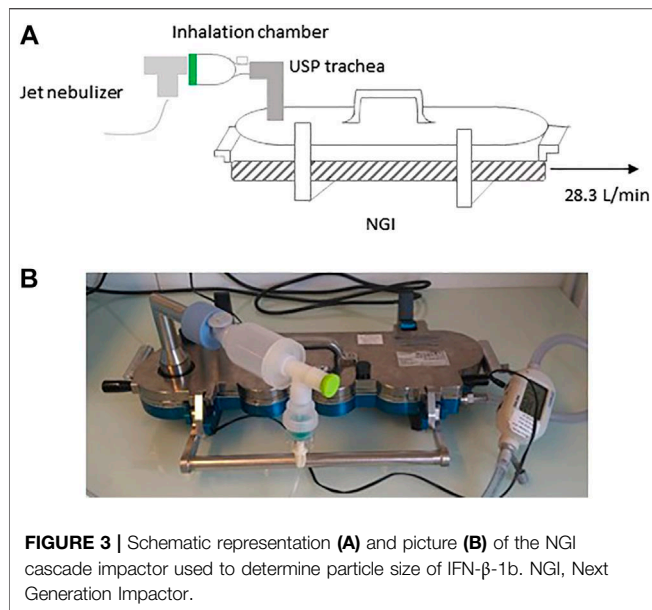 A
Inhalation chamber
USP trachea
Jet nebulizer
28.3 L/min
NGI
B
FIGURE 3 | Schematic representation (A) and picture (B) of the NGI
cascade impactor used to determine particle size of IFN-β-1b. NGI, Next
Generation Impactor.